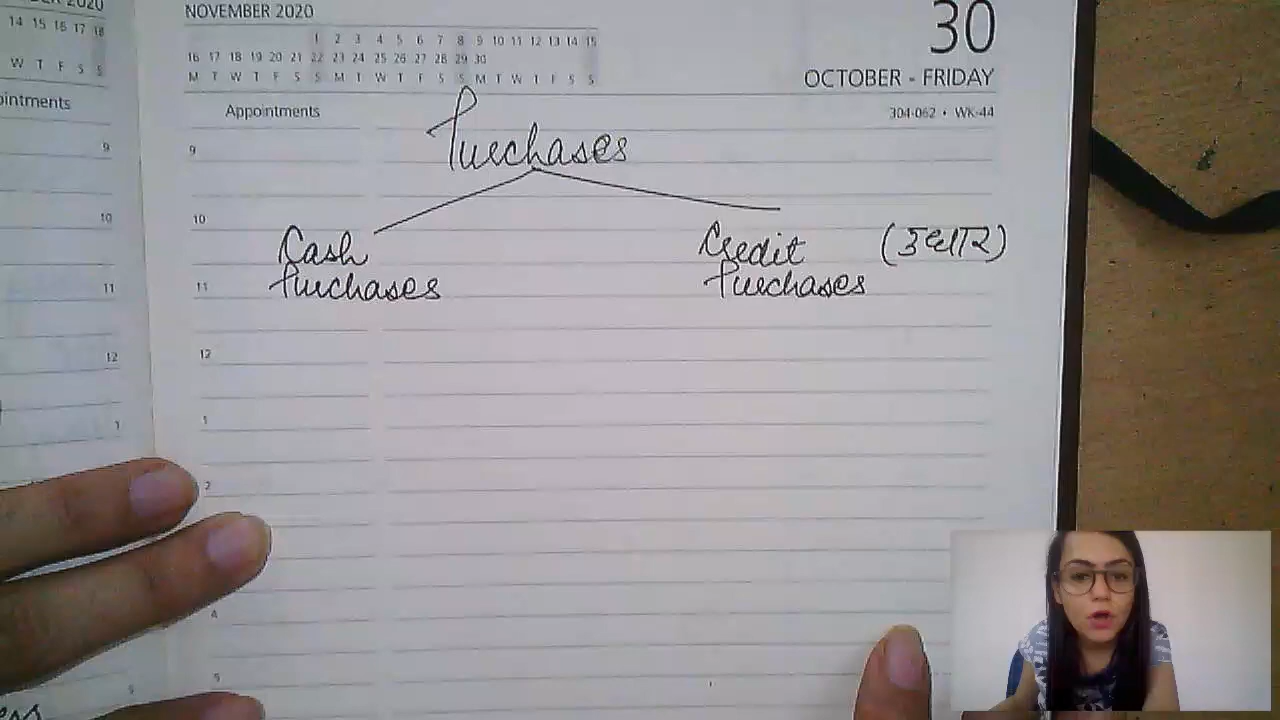 2020
14 15 16 17 18
W T F S S
ointments
9
10
11
12
1
NOVEMBER 2020
1 2 3 4 5 6 7 8 9 10 11 12 13 14 15
16 17 18 19 20 21 22 23 24 25 26 27 28 29 30
M T W T F S S M T W T F S S M T W T F S S
30
OCTOBER - FRIDAY
Appointments
304-062 • WK-44
9
Purchases
10
Cash
Purchases
Credit
Purchases
(उधार)
11
12
1
2
4
5